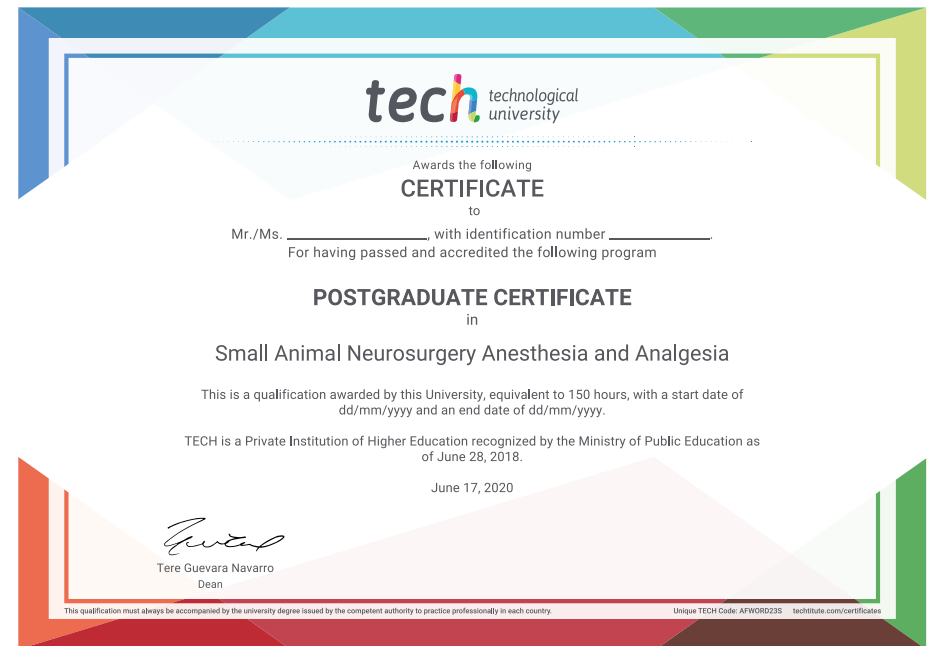 tech technological
university
Awards the following
CERTIFICATE
to
Mr./Ms. ____________________, with identification number ______________.
For having passed and accredited the following program
POSTGRADUATE CERTIFICATE
in
Small Animal Neurosurgery Anesthesia and Analgesia
This is a qualification awarded by this University, equivalent to 150 hours, with a start date of
dd/mm/yyyy and an end date of dd/mm/yyyy.
TECH is a Private Institution of Higher Education recognized by the Ministry of Public Education as
of June 28, 2018.
June 17, 2020
Tere Guevara Navarro
Dean
This qualification must always be accompanied by the university degree issued by the competent authority to practice professionally in each country.
Unique TECH Code: AFWORD23S techtitute.com/certificates